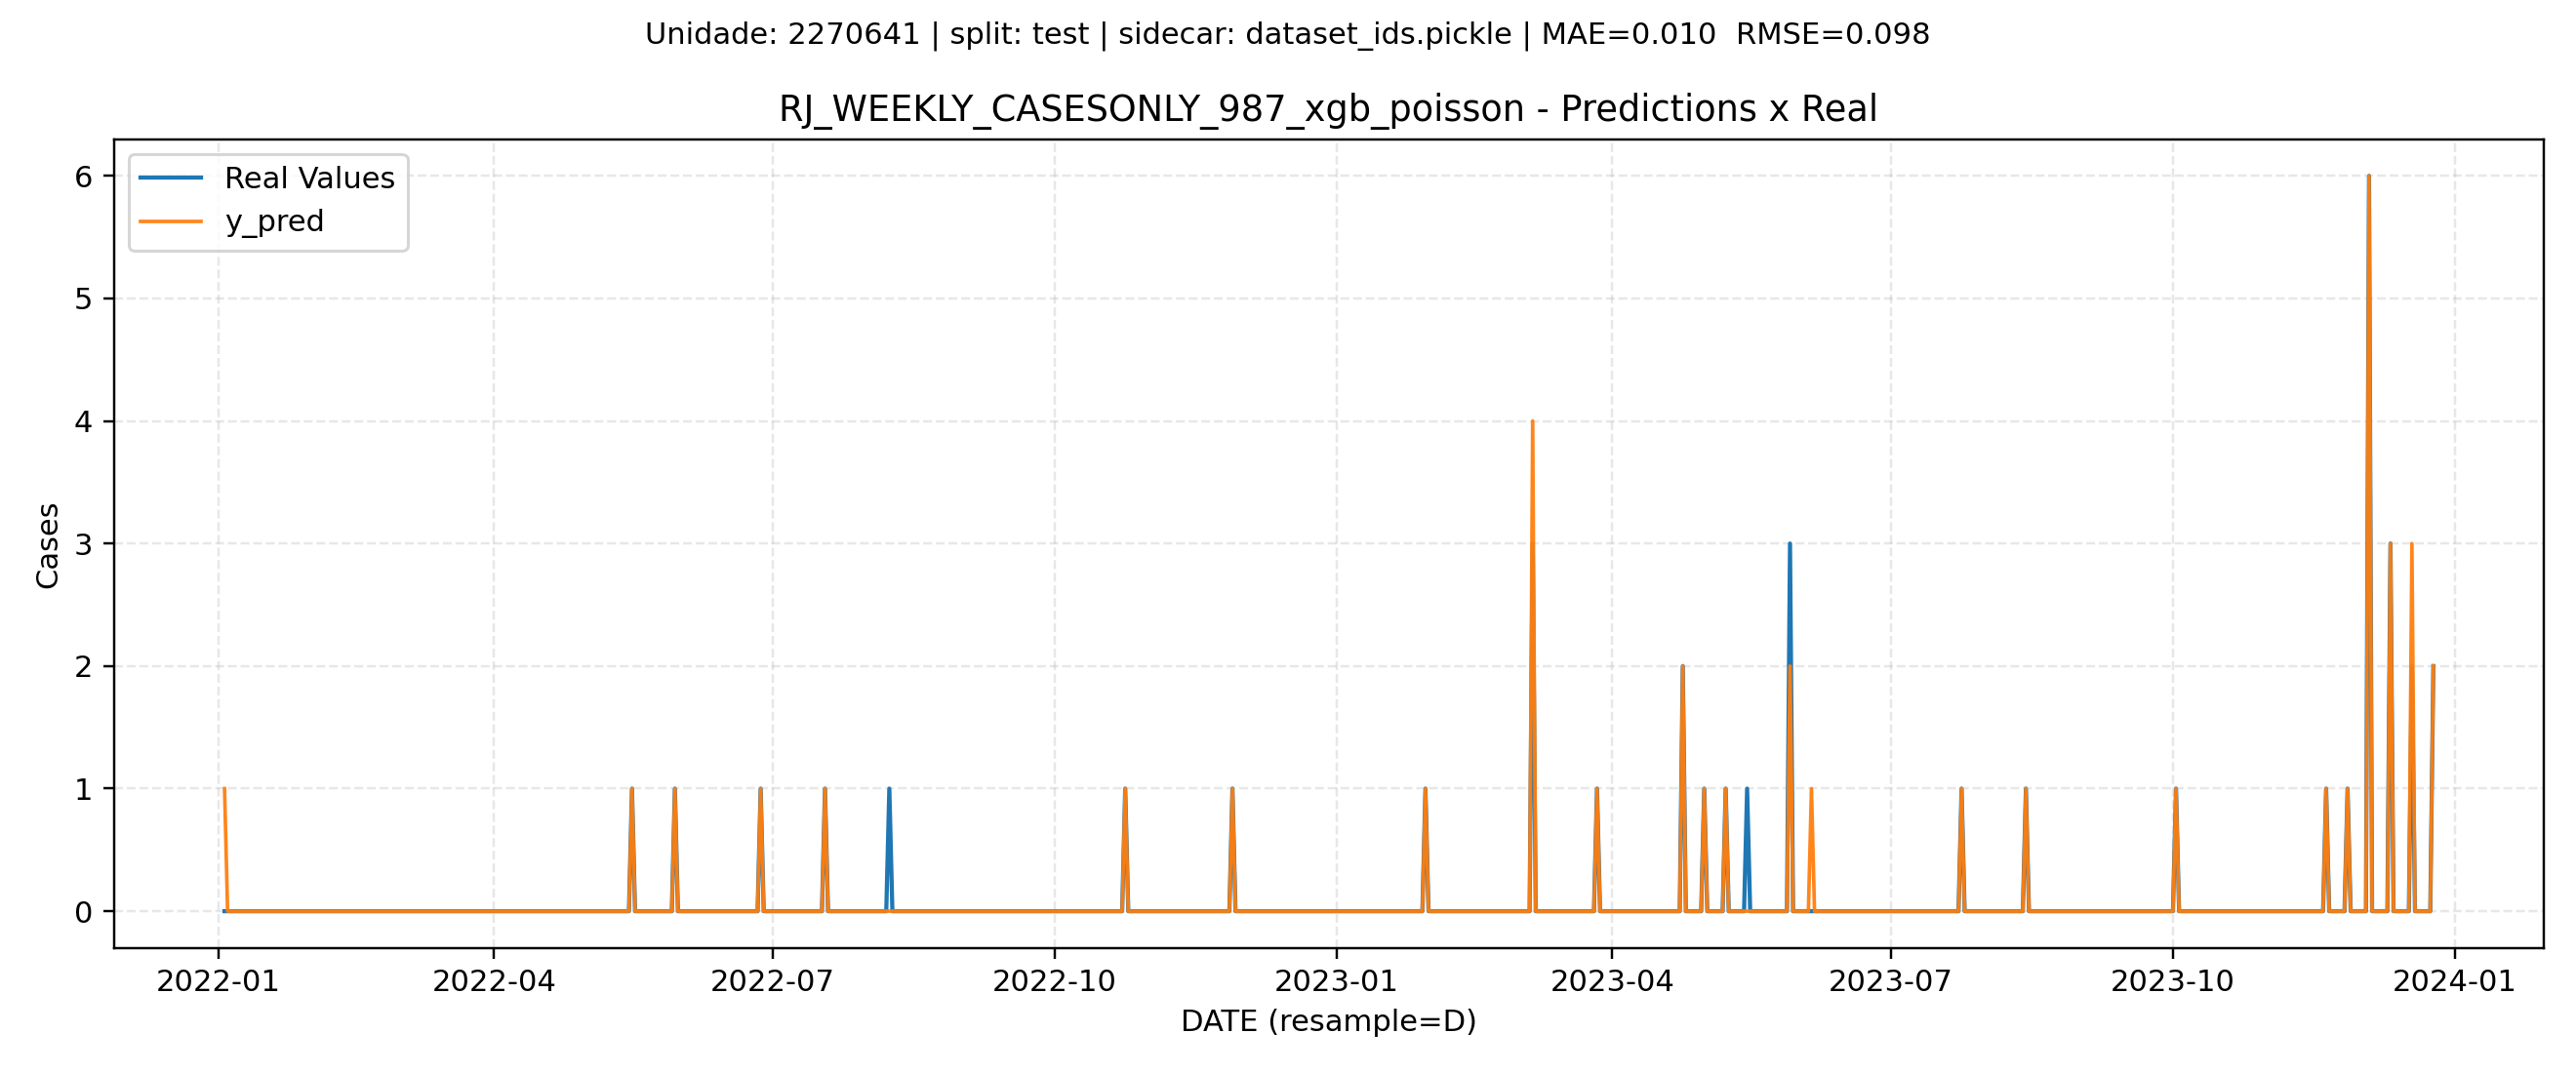 Unidade: 2270641 | split: test | sidecar: dataset_ids.pickle | MAE=0.010  RMSE=0.098
RJ_WEEKLY_CASESONLY_987_xgb_poisson - Predictions x Real
Real Values
y_pred
Cases
6
5
4
3
2
1
0
2022-01
2022-04
2022-07
2022-10
2023-01
2023-04
2023-07
2023-10
2024-01
DATE (resample=D)